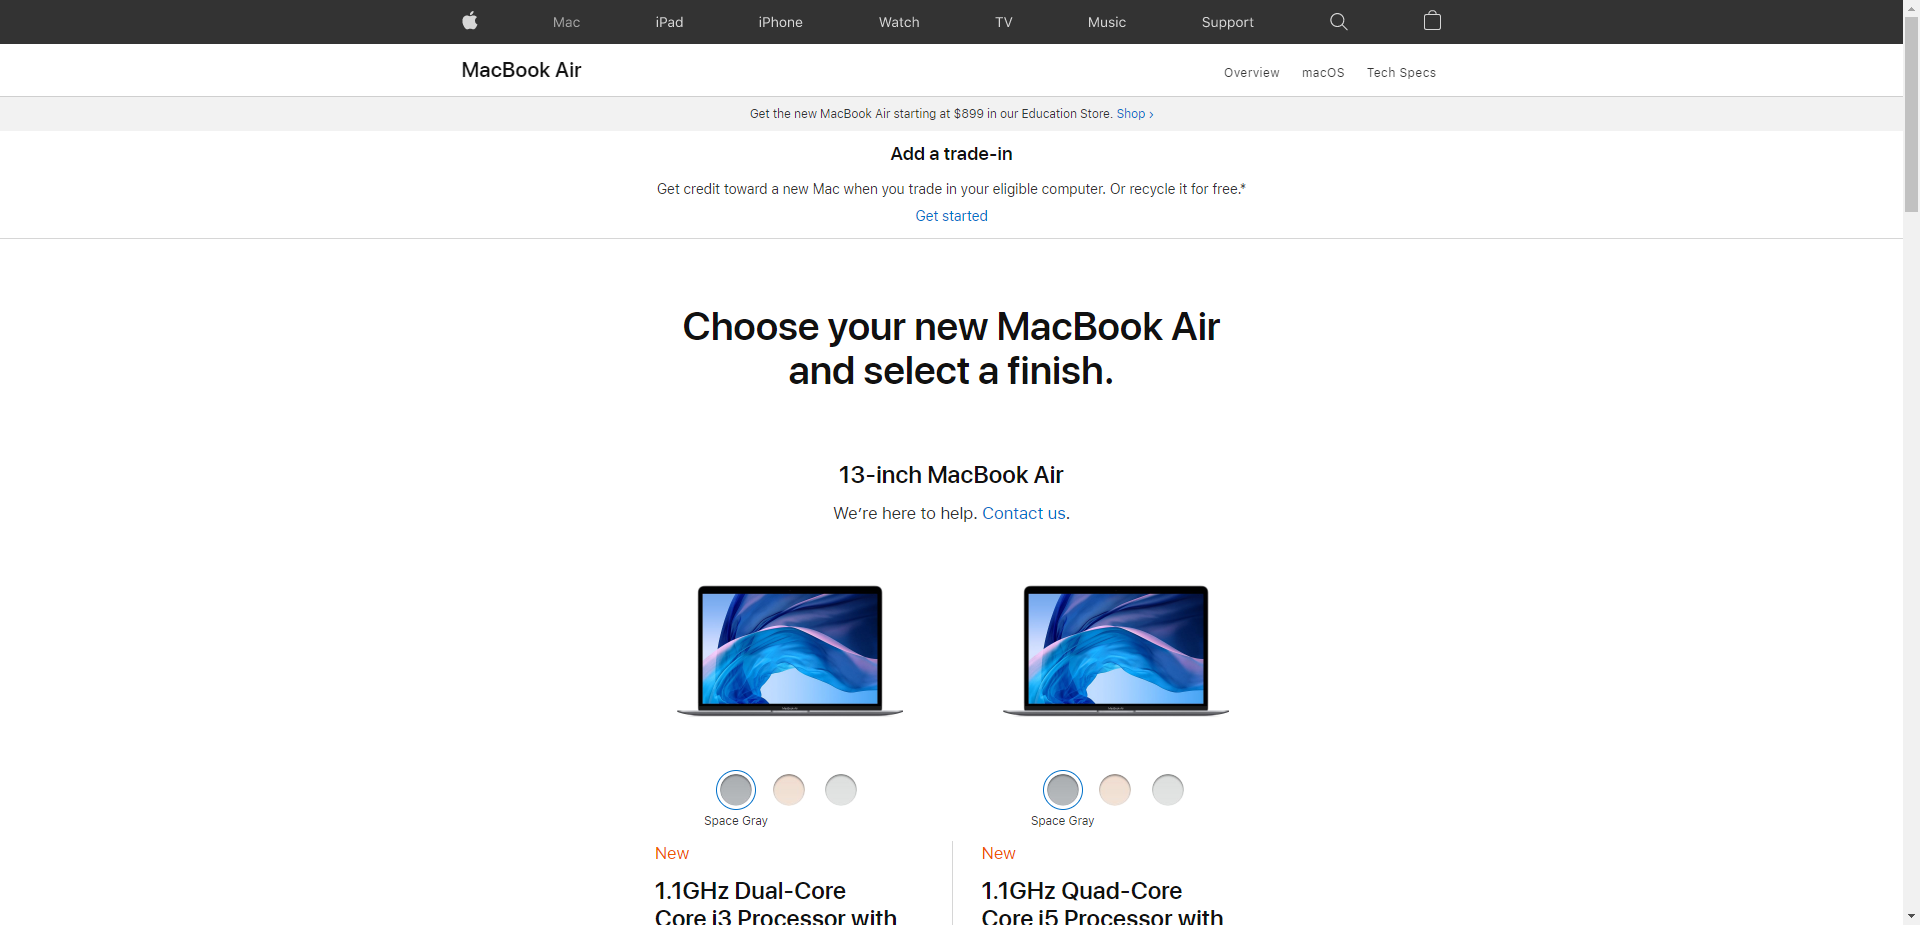 Mac iPad iPhone Watch TV Music Support
MacBook Air Overview macOS Tech Specs
Get the new MacBook Air starting at $899 in our Education Store. Shop ›
Add a trade-in
Get credit toward a new Mac when you trade in your eligible computer. Or recycle it for free.*
Get started
Choose your new MacBook Air
and select a finish.
13-inch MacBook Air
We’re here to help. Contact us.
Space Gray Space Gray
New New
1.1GHz Dual-Core 1.1GHz Quad-Core
Core i3 Processor with Core i5 Processor with